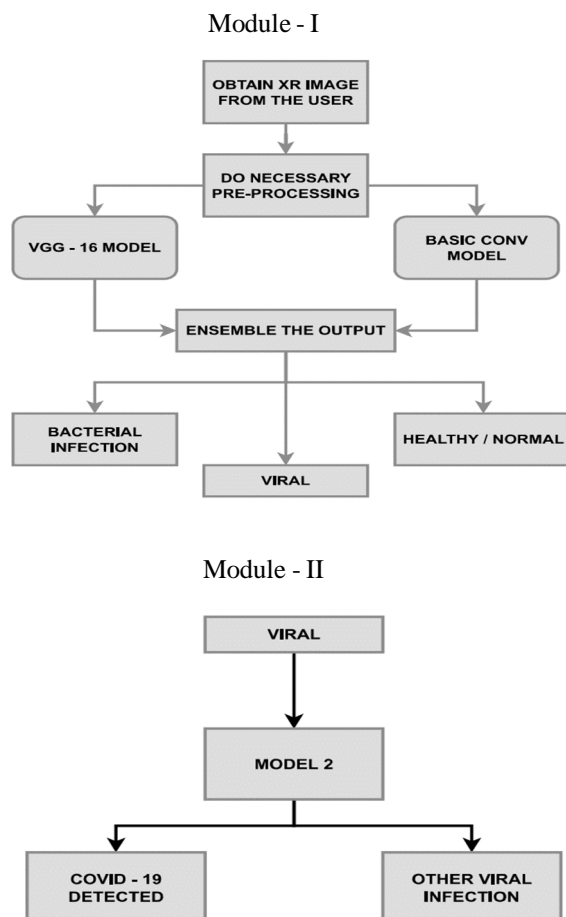 Module - I
OBTAIN XR IMAGE
FROM THE USER
DO NECESSARY
PRE-PROCESSING
VGG - 16 MODEL
BASIC CONV
MODEL
ENSEMBLE THE OUTPUT
BACTERIAL
INFECTION
HEALTHY / NORMAL
VIRAL
Module - II
VIRAL
MODEL 2
COVID - 19
DETECTED
OTHER VIRAL
INFECTION